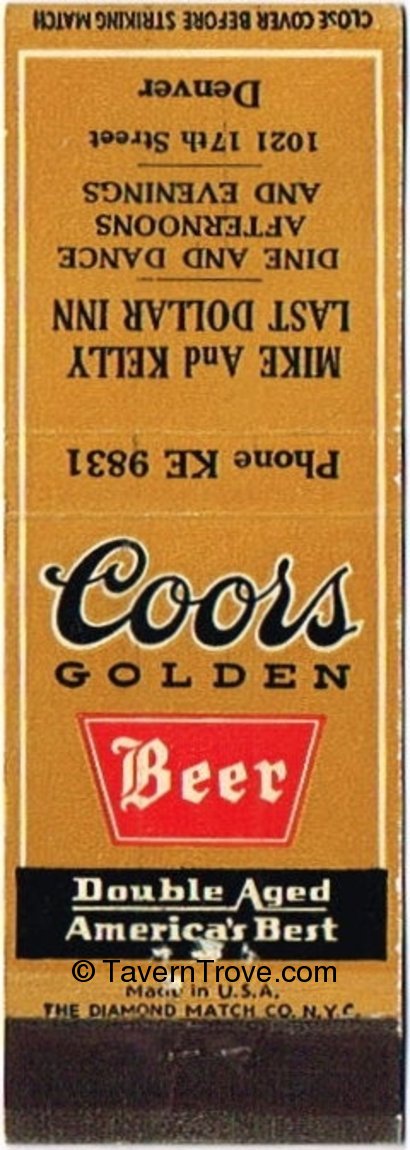 CLOSE COVER BEFORE STRIKING MATCH
MIKE And KELLY
LAST DOLLAR INN
DINE AND DANCE
AFTERNOONS
AND EVENINGS
1021 17th Street
Denver
Phone KE 9831
Coors
GOLDEN
Beer
Double Aged
America's Best
© TavernTrove.com
Made in U.S.A.
THE DIAMOND MATCH CO. N.Y.C.